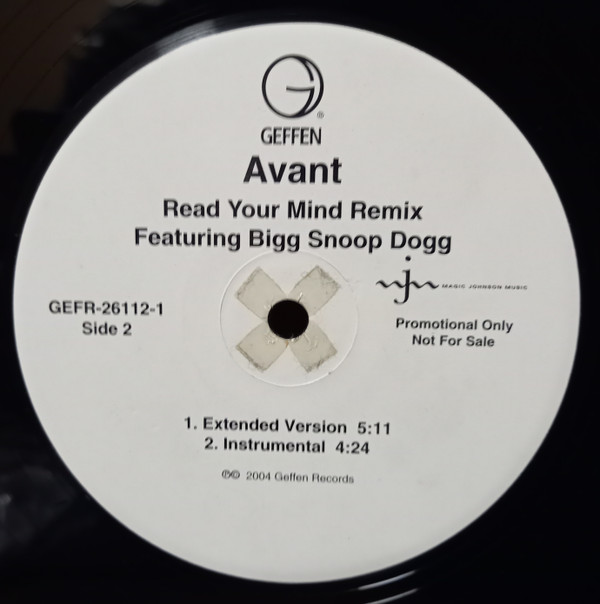 GEFFEN
Avant
Read Your Mind Remix
Featuring Bigg Snoop Dogg
mjm MAGIC JOHNSON MUSIC
GEFR-26112-1
Side 2
Promotional Only
Not For Sale
1. Extended Version 5:11
2. Instrumental 4:24
℗© 2004 Geffen Records